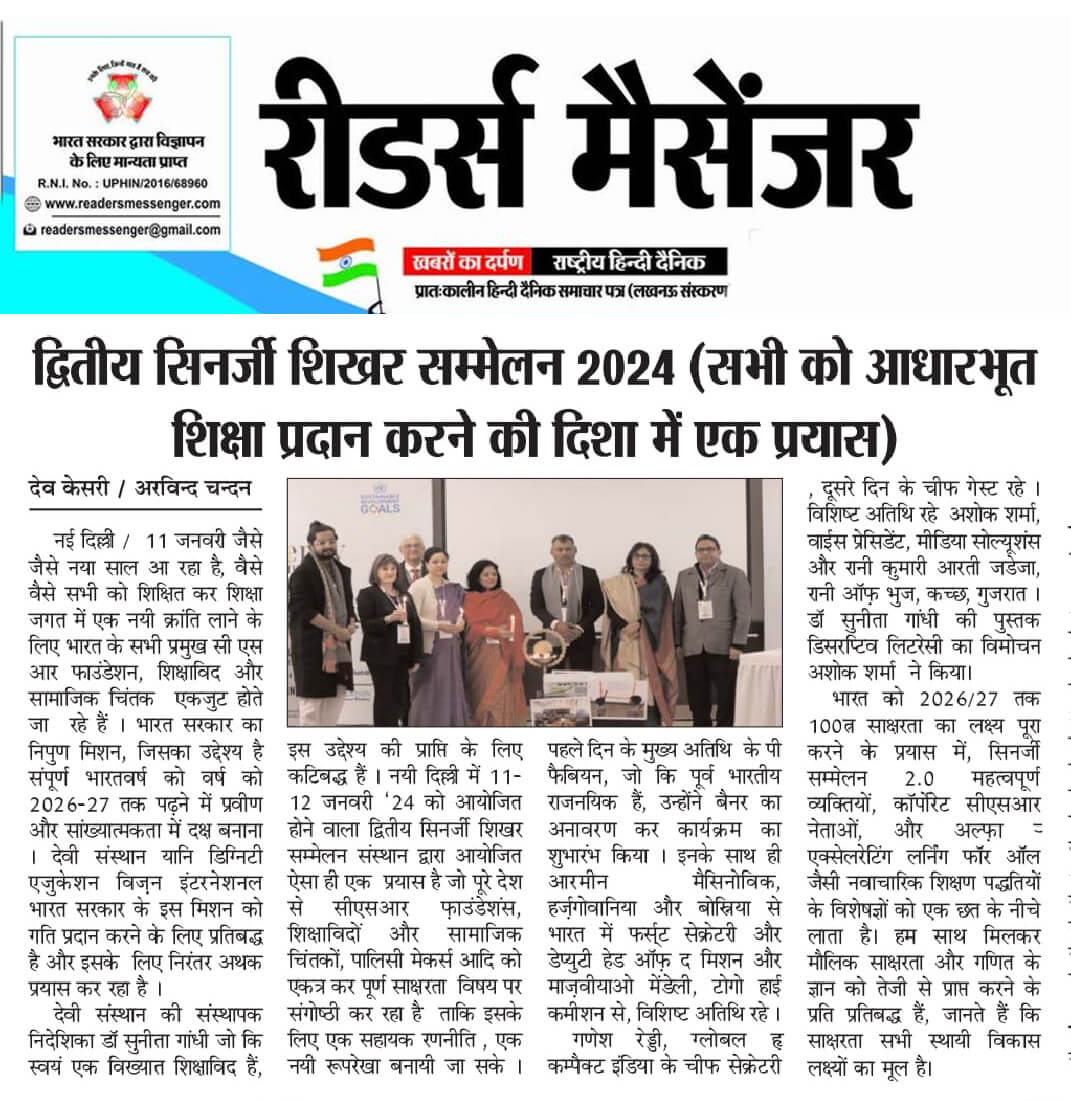 उनके लिए, जिन्हें चाह है सच की
भारत सरकार द्वारा विज्ञापन
के लिए मान्यता प्राप्त
R.N.I. No. : UPHIN/2016/68960
www.readersmessenger.com
readersmessenger@gmail.com
रीडर्स मैसेंजर
खबरों का दर्पण राष्ट्रीय हिन्दी दैनिक
प्रातःकालीन हिन्दी दैनिक समाचार पत्र (लखनऊ संस्करण
द्वितीय सिनर्जी शिखर सम्मेलन 2024 (सभी को आधारभूत
शिक्षा प्रदान करने की दिशा में एक प्रयास)
देव केसरी / अरविन्द चन्दन
नई दिल्ली / 11 जनवरी जैसे
जैसे नया साल आ रहा है, वैसे
वैसे सभी को शिक्षित कर शिक्षा
जगत में एक नयी क्रांति लाने के
लिए भारत के सभी प्रमुख सी एस
आर फाउंडेशन, शिक्षाविद और
सामाजिक चिंतक एकजुट होते
जा रहे हैं । भारत सरकार का
निपुण मिशन, जिसका उद्देश्य है
संपूर्ण भारतवर्ष को वर्ष को
2026-27 तक पढ़ने में प्रवीण
और सांख्यात्मकता में दक्ष बनाना
। देवी संस्थान यानि डिग्निटी
एजुकेशन विज़न इंटरनेशनल
भारत सरकार के इस मिशन को
गति प्रदान करने के लिए प्रतिबद्ध
है और इसके लिए निरंतर अथक
प्रयास कर रहा है ।
देवी संस्थान की संस्थापक
निदेशिका डॉ सुनीता गांधी जो कि
स्वयं एक विख्यात शिक्षाविद हैं,
SUSTAINABLE
DEVELOPMENT
GOALS
इस उद्देश्य की प्राप्ति के लिए
कटिबद्ध हैं । नयी दिल्ली में 11-
12 जनवरी ‘24 को आयोजित
होने वाला द्वितीय सिनर्जी शिखर
सम्मेलन संस्थान द्वारा आयोजित
ऐसा ही एक प्रयास है जो पूरे देश
से सीएसआर फाउंडेशंस,
शिक्षाविदों और सामाजिक
चिंतकों, पालिसी मेकर्स आदि को
एकत्र कर पूर्ण साक्षरता विषय पर
संगोष्ठी कर रहा है ताकि इसके
लिए एक सहायक रणनीति , एक
नयी रूपरेखा बनायी जा सके ।
पहले दिन के मुख्य अतिथि के पी
फैबियन, जो कि पूर्व भारतीय
राजनयिक हैं, उन्होंने बैनर का
अनावरण कर कार्यक्रम का
शुभारंभ किया । इनके साथ ही
आरमीन मैसिनोविक,
हर्ज़गोवानिया और बोस्निया से
भारत में फर्स्ट सेक्रेटरी और
डेप्युटी हेड ऑफ़ द मिशन और
माज़वीयाओ मेंडेली, टोगो हाई
कमीशन से, विशिष्ट अतिथि रहे ।
गणेश रेड्डी, ग्लोबल हृ
कम्पैक्ट इंडिया के चीफ सेक्रेटरी
, दूसरे दिन के चीफ गेस्ट रहे ।
विशिष्ट अतिथि रहे अशोक शर्मा,
वाईस प्रेसिडेंट, मीडिया सोल्यूशंस
और रानी कुमारी आरती जडेजा,
रानी ऑफ़ भुज, कच्छ, गुजरात ।
डॉ सुनीता गांधी की पुस्तक
डिसरप्टिव लिटरेसी का विमोचन
अशोक शर्मा ने किया।
भारत को 2026/27 तक
100त्न साक्षरता का लक्ष्य पूरा
करने के प्रयास में, सिनर्जी
सम्मेलन 2.0 महत्वपूर्ण
व्यक्तियों, कॉर्पोरेट सीएसआर
नेताओं, और अल्फ़ा -
एक्सेलरेटिंग लर्निंग फॉर ऑल
जैसी नवाचारिक शिक्षण पद्धतियों
के विशेषज्ञों को एक छत के नीचे
लाता है। हम साथ मिलकर
मौलिक साक्षरता और गणित के
ज्ञान को तेजी से प्राप्त करने के
प्रति प्रतिबद्ध हैं, जानते हैं कि
साक्षरता सभी स्थायी विकास
लक्ष्यों का मूल है।